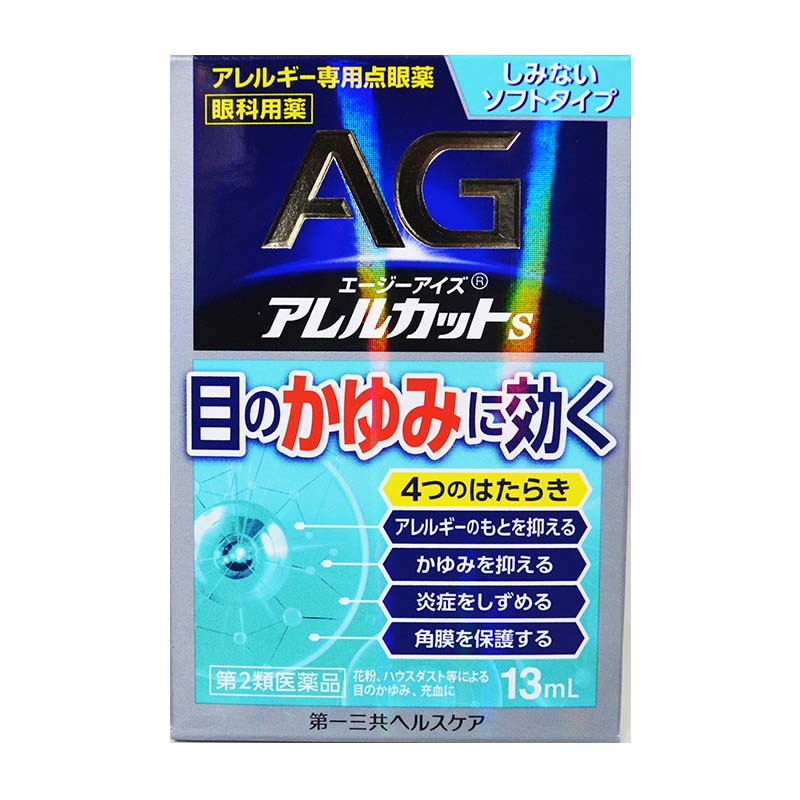 アレルギー専用点眼薬
眼科用薬
しみない
ソフトタイプ
AG
エージーアイズ®
アレルカットS
目のかゆみに効く
4つのはたらき
アレルギーのもとを抑える
かゆみを抑える
炎症をしずめる
角膜を保護する
第2類医薬品
花粉、ハウスダスト等による
目のかゆみ、充血に
13mL
第一三共ヘルスケア